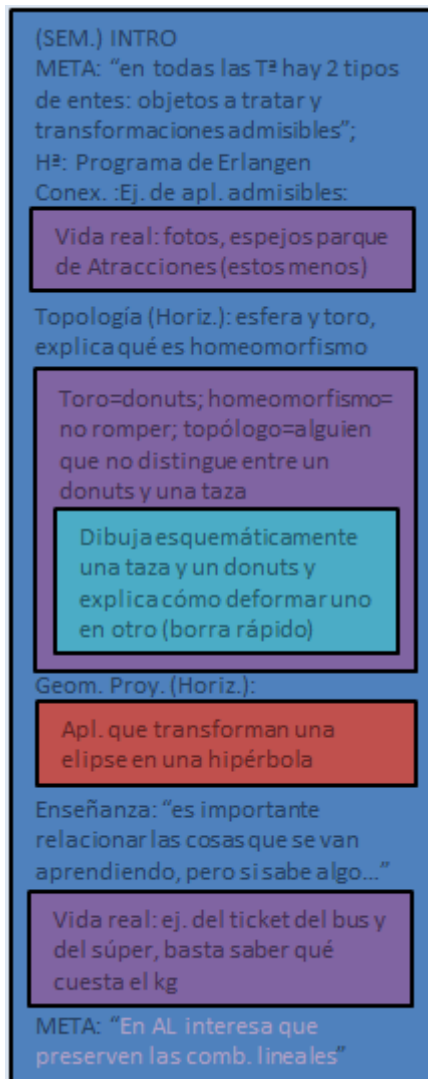 (SEM.) INTRO
META: “en todas las Tª hay 2 tipos
de entes: objetos a tratar y
transformaciones admisibles”;
Hª: Programa de Erlangen
Conex. :Ej. de apl. admisibles:
Vida real: fotos, espejos parque
de Atracciones (estos menos)
Topología (Horiz.): esfera y toro,
explica qué es homeomorfismo
Toro=donuts; homeomorfismo=
no romper; topólogo=alguien
que no distingue entre un
donuts y una taza
Dibuja esquemáticamente
una taza y un donuts y
explica cómo deformar uno
en otro (borra rápido)
Geom. Proy. (Horiz.):
Apl. que transforman una
elipse en una hipérbola
Enseñanza: “es importante
relacionar las cosas que se van
aprendiendo, pero si sabe algo...”
Vida real: ej. del ticket del bus y
del súper, basta saber qué
cuesta el kg
META: “En AL interesa que
preserven las comb. lineales”